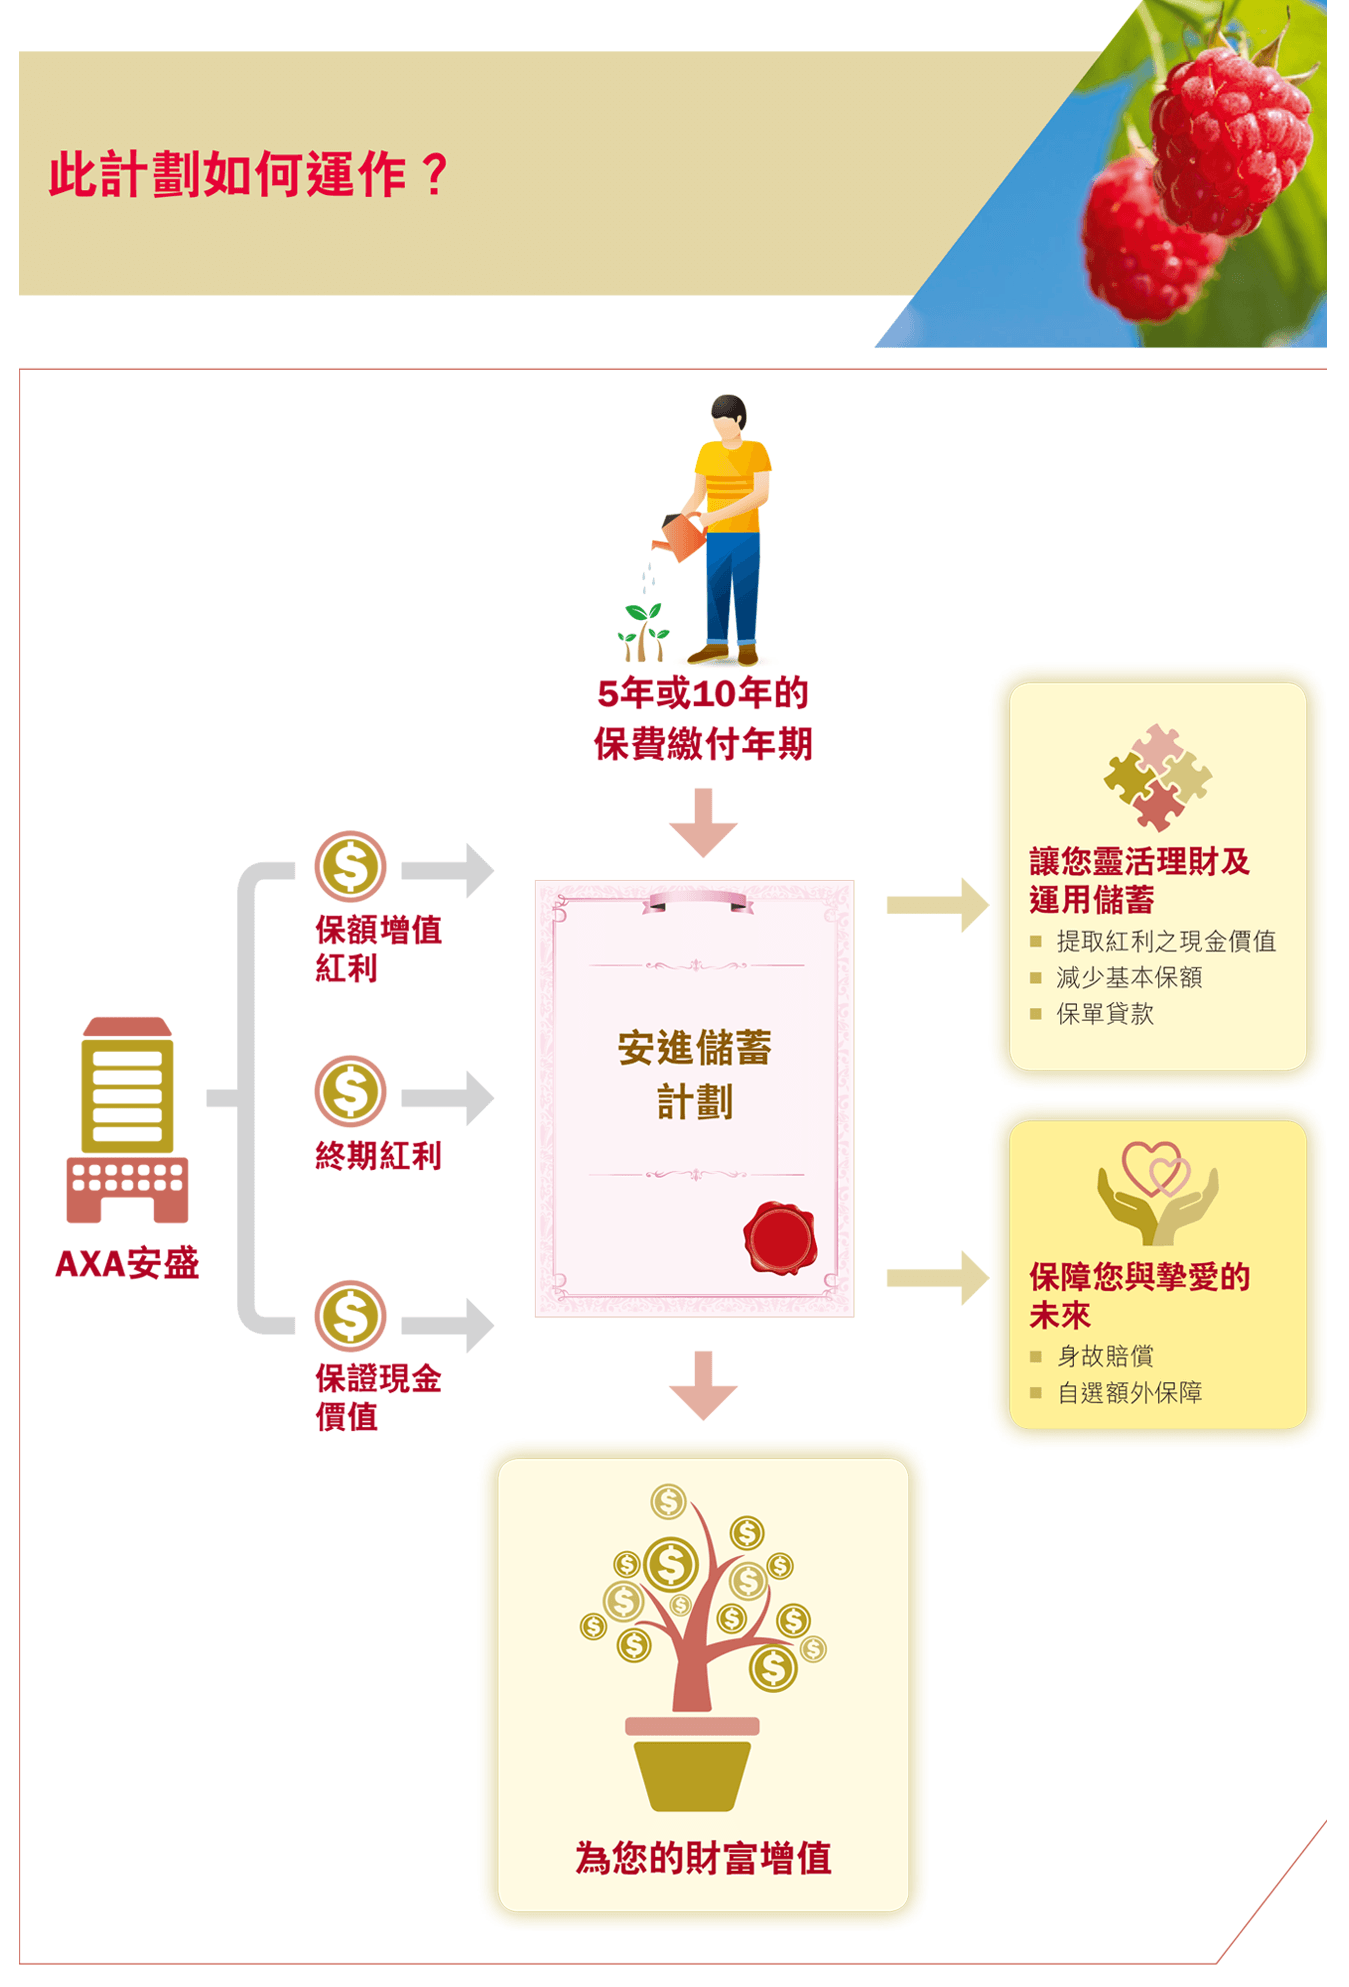 此計劃如何運作？
5年或10年的
保費繳付年期
保額增值
紅利
終期紅利
保證現金
價值
AXA安盛
安進儲蓄
計劃
讓您靈活理財及
運用儲蓄
提取紅利之現金價值
減少基本保額
保單貸款
保障您與摯愛的
未來
身故賠償
自選額外保障
為您的財富增值